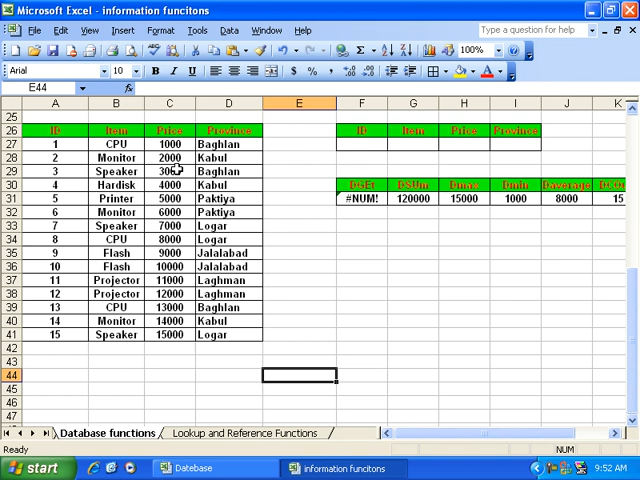 Microsoft Excel - information funcitons
File Edit View Insert Format Tools Data Window Help Type a question for help
100%
Arial 10 B I U $ % ,
E44 fx
A B C D E F G H I J K
25
26 ID Item Price Province ID Item Price Province
27 1 CPU 1000 Baghlan
28 2 Monitor 2000 Kabul
29 3 Speaker 3000 Baghlan
30 4 Hardisk 4000 Kabul DGEt DSUm Dmax Dmin Daverage DCO
31 5 Printer 5000 Paktiya #NUM! 120000 15000 1000 8000 15
32 6 Monitor 6000 Paktiya
33 7 Speaker 7000 Logar
34 8 CPU 8000 Logar
35 9 Flash 9000 Jalalabad
36 10 Flash 10000 Jalalabad
37 11 Projector 11000 Laghman
38 12 Projector 12000 Laghman
39 13 CPU 13000 Baghlan
40 14 Monitor 14000 Kabul
41 15 Speaker 15000 Logar
42
43
44
45
46
47
Database functions Lookup and Reference Functions
Ready NUM
start Datebase information funcitons 9:52 AM